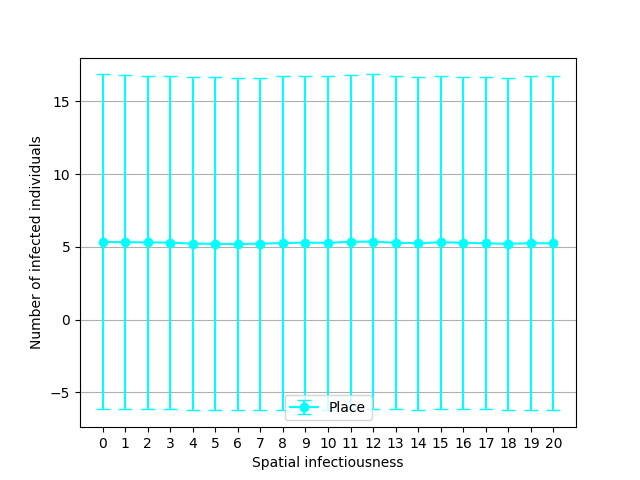 15
10
5
0
−5
Number of infected individuals
Place
0 1 2 3 4 5 6 7 8 9 10 11 12 13 14 15 16 17 18 19 20
Spatial infectiousness